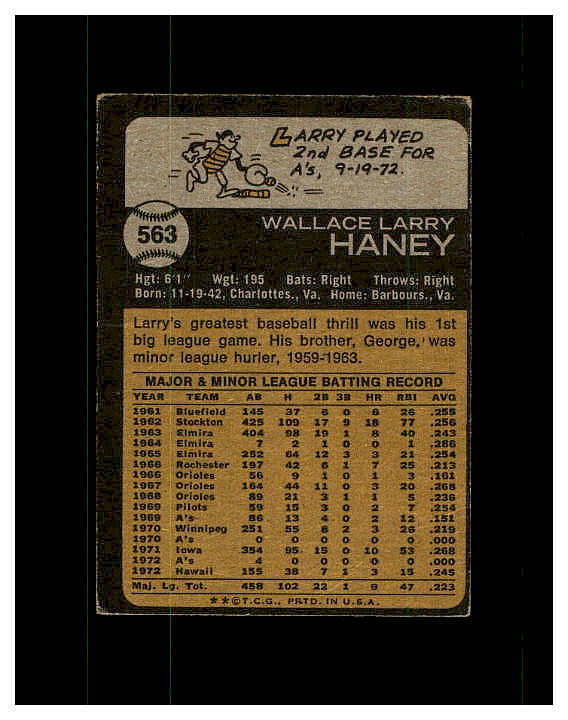 LARRY PLAYED
2nd BASE FOR
A's, 9-19-72.
563
WALLACE LARRY
HANEY
Hgt: 6'1" Wgt: 195 Bats: Right Throws: Right
Born: 11-19-42, Charlottes., Va. Home: Barbours., Va.
Larry's greatest baseball thrill was his 1st
big league game. His brother, George, was
minor league hurler, 1959-1963.
MAJOR & MINOR LEAGUE BATTING RECORD
YEAR TEAM AB H 2B 3B HR RBI AVG
1961 Bluefield 145 37 6 0 6 26 .255
1962 Stockton 425 109 17 9 18 77 .256
1963 Elmira 404 98 19 1 8 40 .243
1964 Elmira 7 2 1 0 0 1 .286
1965 Elmira 252 64 12 3 3 21 .254
1966 Rochester 197 42 6 1 7 25 .213
1966 Orioles 56 9 1 0 1 3 .161
1967 Orioles 164 44 11 0 3 20 .268
1968 Orioles 89 21 3 1 1 5 .236
1969 Pilots 59 15 3 0 2 7 .254
1969 A's 86 13 4 0 2 12 .151
1970 Winnipeg 251 55 8 2 3 26 .219
1970 A's 0 0 0 0 0 0 .000
1971 Iowa 354 95 15 0 10 53 .268
1972 A's 4 0 0 0 0 0 .000
1972 Hawaii 155 38 7 1 3 15 .245
Maj. Lg. Tot. 458 102 22 1 9 47 .223
**©T.C.G., PRTD. IN U.S.A.